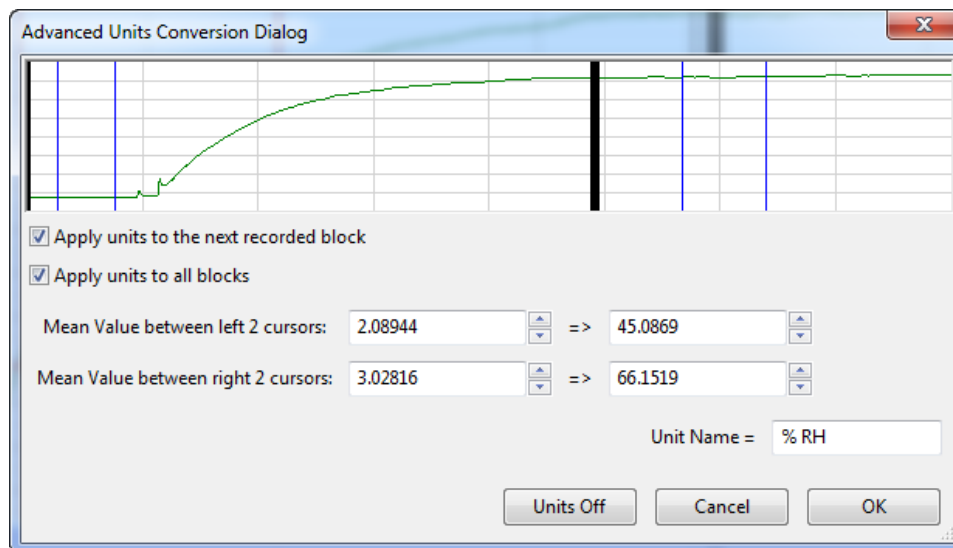 Advanced Units Conversion Dialog
Apply units to the next recorded block
Apply units to all blocks
Mean Value between left 2 cursors: 2.08944 => 45.0869
Mean Value between right 2 cursors: 3.02816 => 66.1519
Unit Name = % RH
Units Off Cancel OK